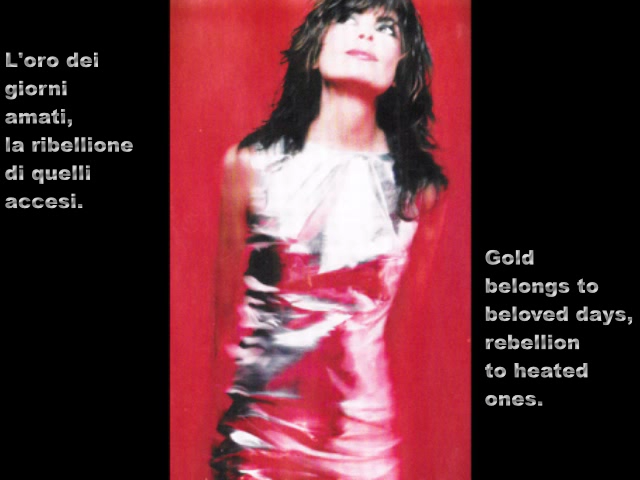 L'oro dei
giorni
amati,
la ribellione
di quelli
accesi.
Gold
belongs to
beloved days,
rebellion
to heated
ones.